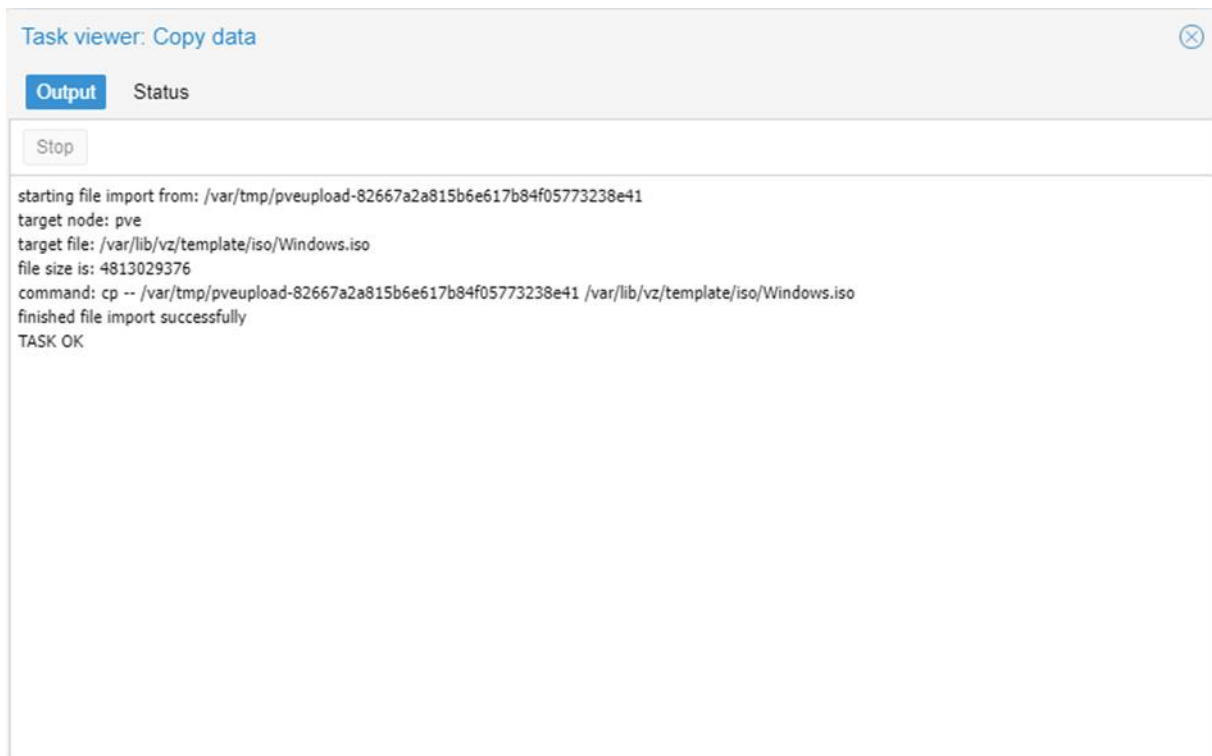 Task viewer: Copy data
Output Status
Stop
starting file import from: /var/tmp/pveupload-82667a2a815b6e617b84f05773238e41
target node: pve
target file: /var/lib/vz/template/iso/Windows.iso
file size is: 4813029376
command: cp -- /var/tmp/pveupload-82667a2a815b6e617b84f05773238e41 /var/lib/vz/template/iso/Windows.iso
finished file import successfully
TASK OK